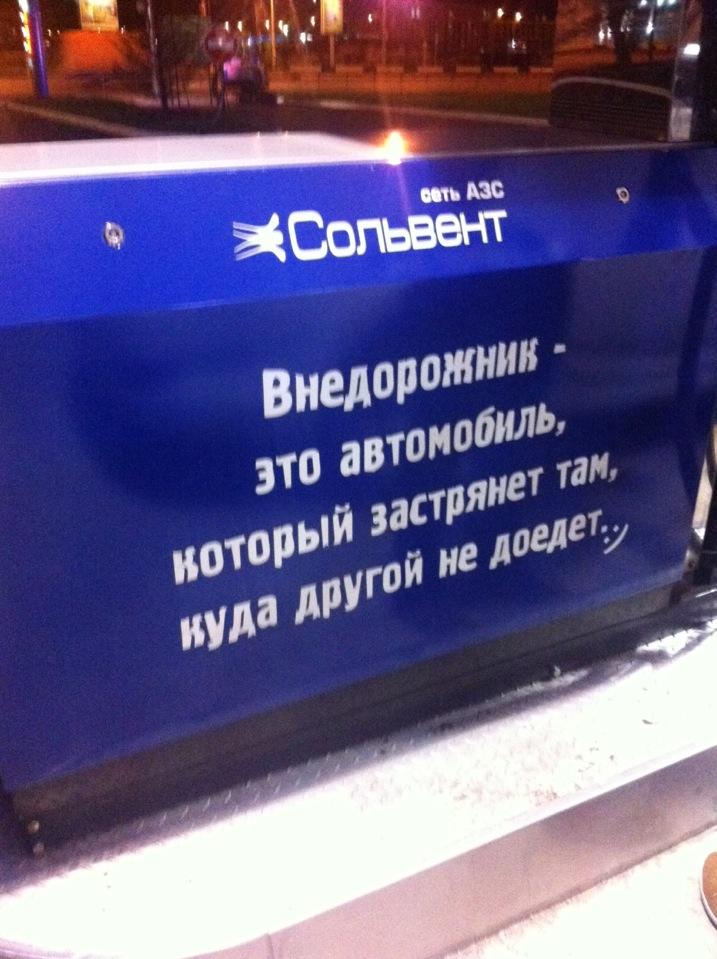 сеть АЗС
Сольвент
Внедорожник -
это автомобиль,
который застрянет там,
куда другой не доедет..)